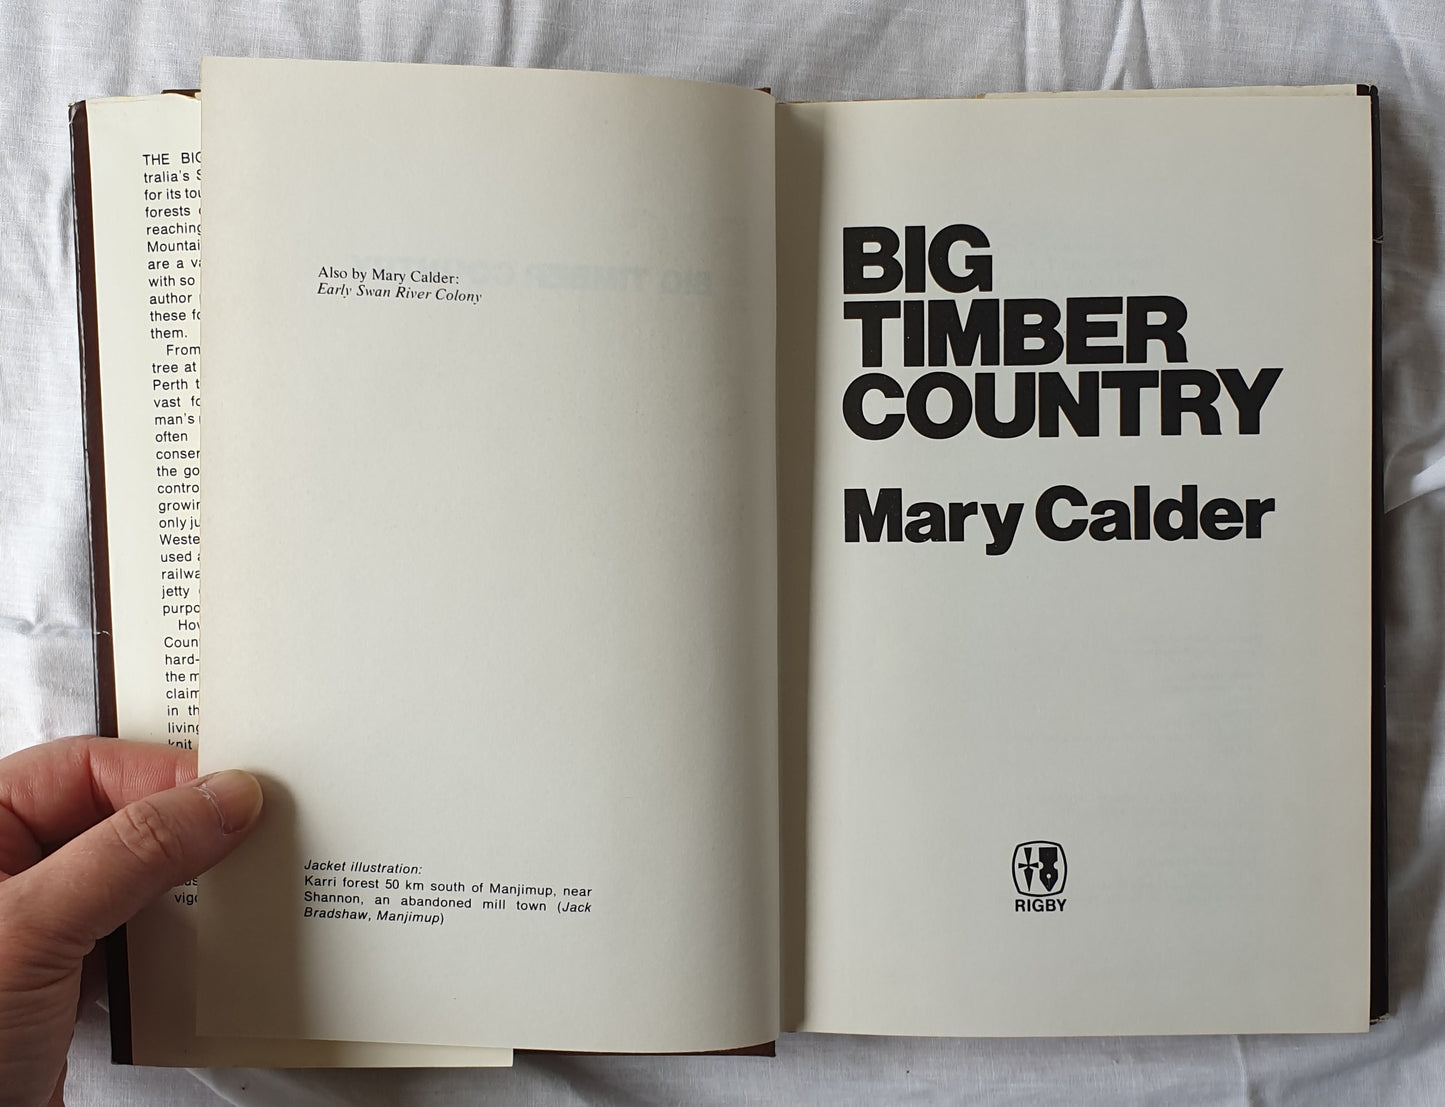 THE BIG
tralia's S
for its tou
forests
reaching
Mountai
are a va
with so
author
these fo
them.
From
tree at
Perth t
vast fo
man's
often
conser
the go
contro
growin
only ju
Weste
used a
railwa
jetty
purpo
How
Coun
hard-
the m
claim
in th
living
knit
vigo
Also by Mary Calder:
Early Swan River Colony
Jacket illustration:
Karri forest 50 km south of Manjimup, near
Shannon, an abandoned mill town (Jack
Bradshaw, Manjimup)
BIG
TIMBER
COUNTRY
Mary Calder
RIGBY